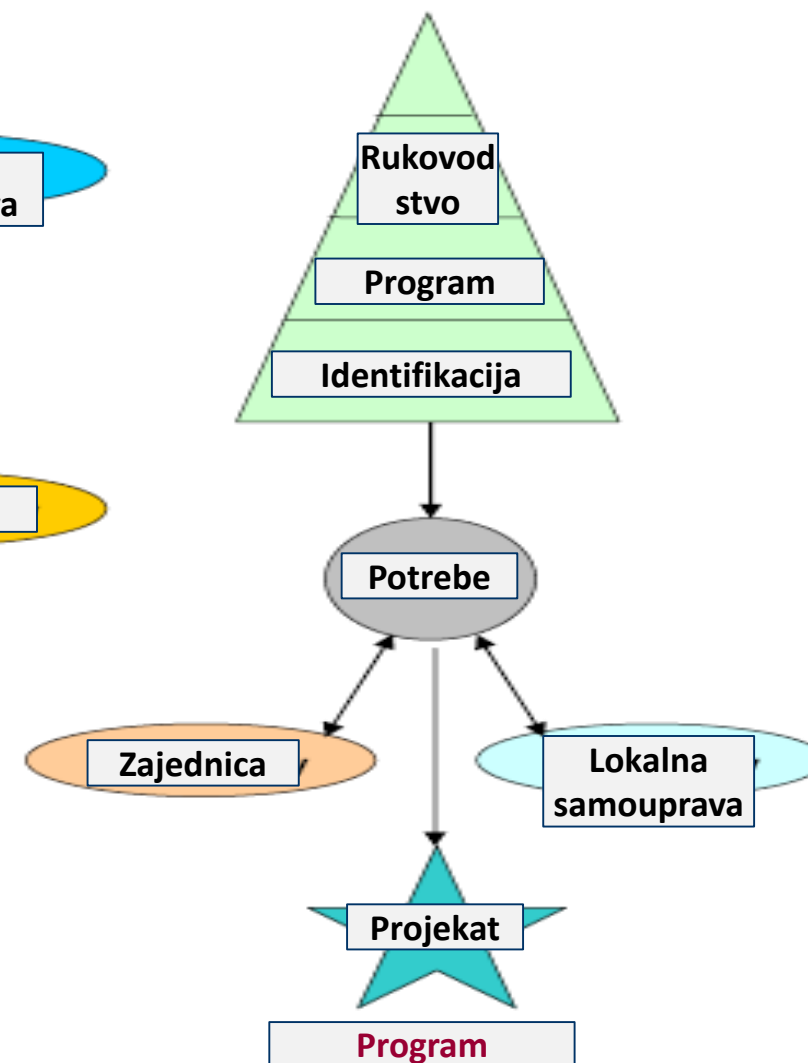 Rukovod
stvo
Program
Identifikacija
Potrebe
Zajednica
Lokalna
samouprava
Projekat
Program